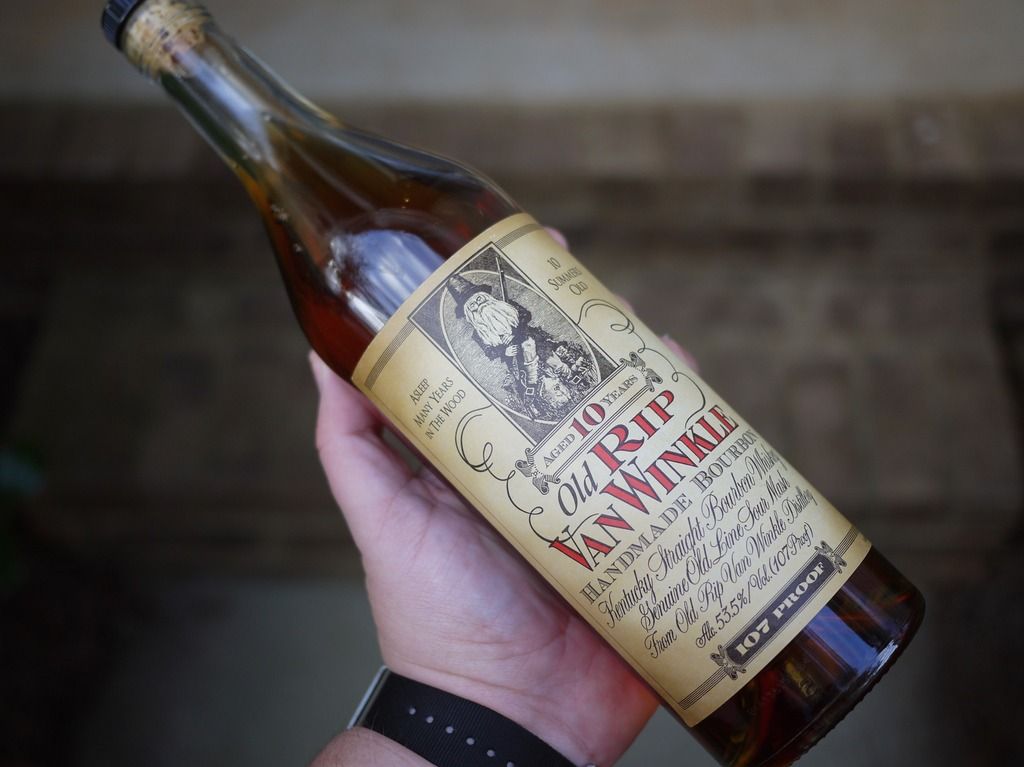 ASLEEP
MANY YEARS
IN THE WOOD
10
SUMMERS
OLD
AGED 10 YEARS
Old RIP
VAN WINKLE
HANDMADE BOURBON
Kentucky Straight Bourbon Whiskey
Genuine Old Line Sour Mash
From Old Rip Van Winkle Distillery
Alc. 53.5%/Vol. (107 Proof)
107 PROOF